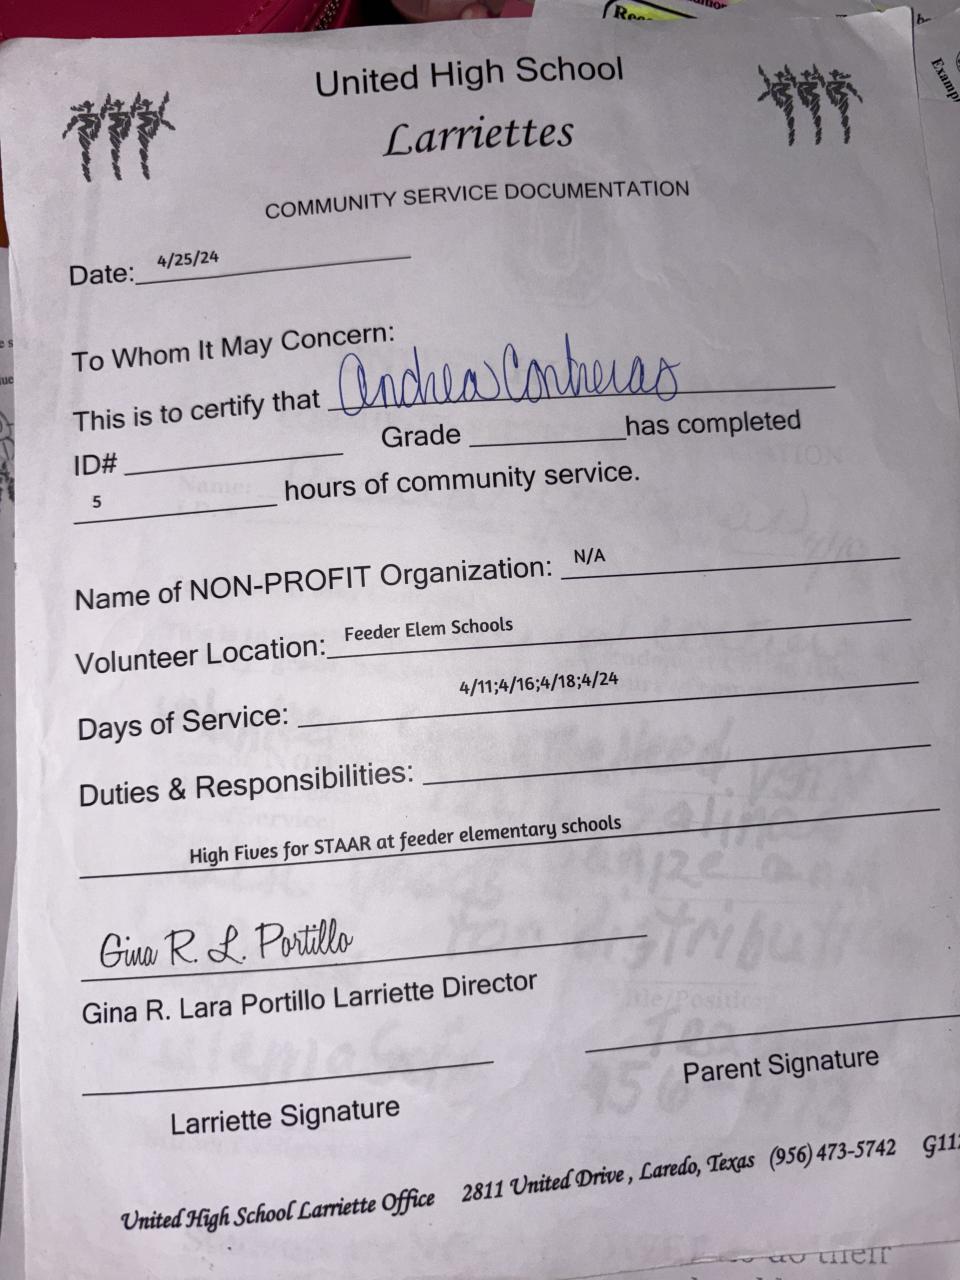 United High School
Larriettes
COMMUNITY SERVICE DOCUMENTATION
Date: 4/25/24
To Whom It May Concern:
This is to certify that Andrea Contreras
ID# Grade has completed
5 hours of community service.
Name of NON-PROFIT Organization: N/A
Volunteer Location: Feeder Elem Schools
Days of Service: 4/11;4/16;4/18;4/24
Duties & Responsibilities:
High Fives for STAAR at feeder elementary schools
Gina R. L. Portillo
Gina R. Lara Portillo Larriette Director
Larriette Signature Parent Signature
United High School Larriette Office 2811 United Drive, Laredo, Texas (956) 473-5742